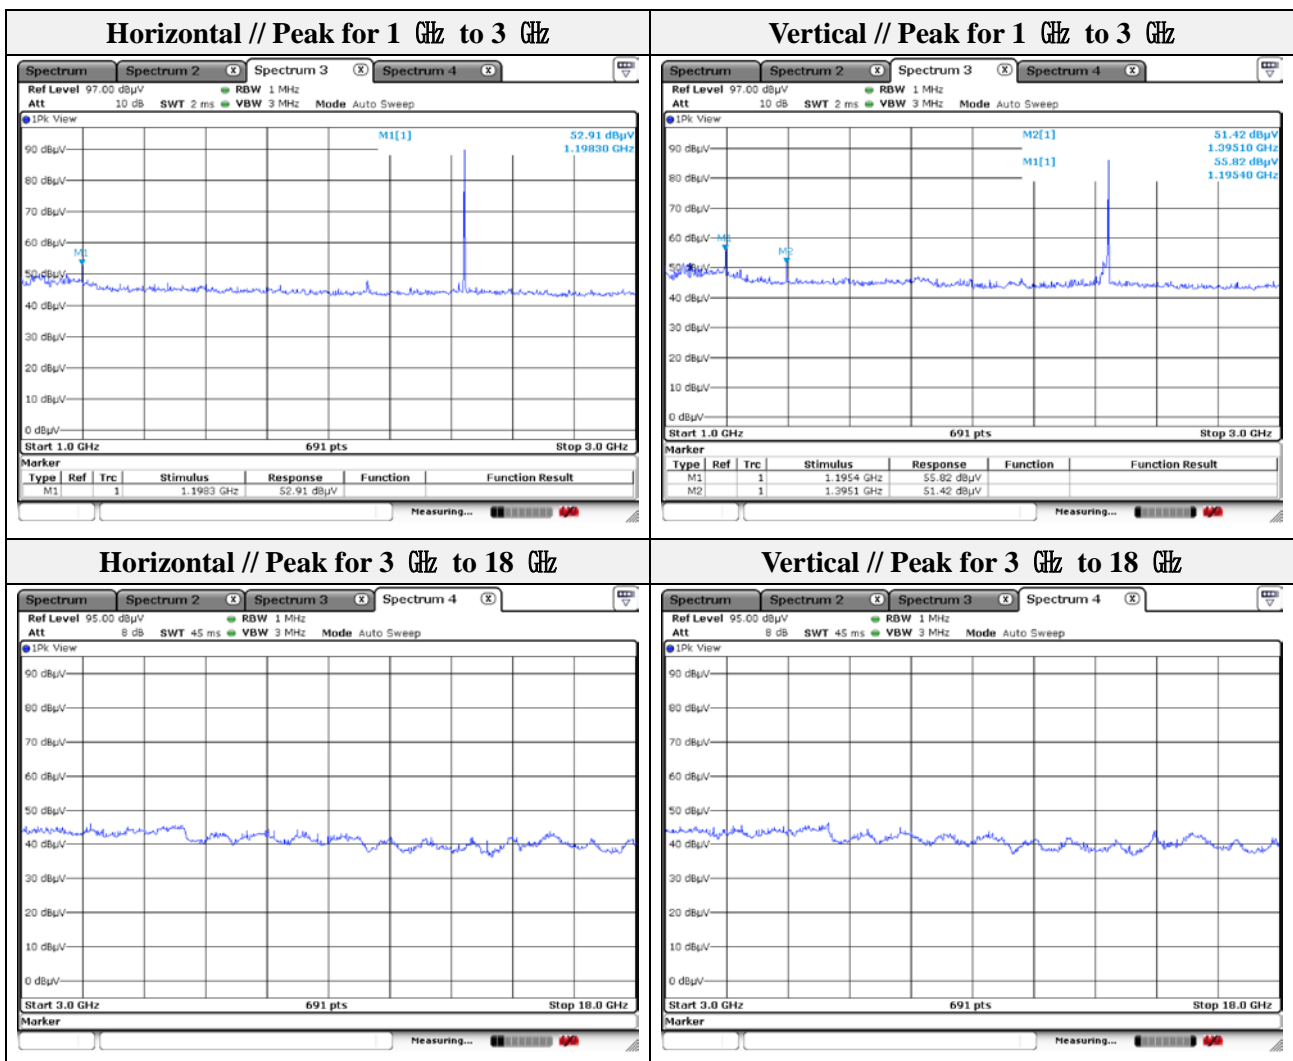 Horizontal // Peak for 1 ㎓ to 3 ㎓
Spectrum Spectrum 2 X Spectrum 3 X Spectrum 4 X
Ref Level 97.00 dBµV RBW 1 MHz
Att 10 dB SWT 2 ms VBW 3 MHz Mode Auto Sweep
1Pk View
M1[1] 52.91 dBµV
1.19830 GHz
90 dBµV
80 dBµV
70 dBµV
60 dBµV
M1
50 dBµV
40 dBµV
30 dBµV
20 dBµV
10 dBµV
0 dBµV
Start 1.0 GHz 691 pts Stop 3.0 GHz
Marker
Type Ref Trc Stimulus Response Function Function Result
M1 1 1.1983 GHz 52.91 dBµV
Measuring...
Vertical // Peak for 1 ㎓ to 3 ㎓
Spectrum Spectrum 2 X Spectrum 3 X Spectrum 4 X
Ref Level 97.00 dBµV RBW 1 MHz
Att 10 dB SWT 2 ms VBW 3 MHz Mode Auto Sweep
1Pk View
M2[1] 51.42 dBµV
1.39510 GHz
M1[1] 55.82 dBµV
1.19540 GHz
90 dBµV
80 dBµV
70 dBµV
60 dBµV
M1
M2
50 dBµV
40 dBµV
30 dBµV
20 dBµV
10 dBµV
0 dBµV
Start 1.0 GHz 691 pts Stop 3.0 GHz
Marker
Type Ref Trc Stimulus Response Function Function Result
M1 1 1.1954 GHz 55.82 dBµV
M2 1 1.3951 GHz 51.42 dBµV
Measuring...
Horizontal // Peak for 3 ㎓ to 18 ㎓
Spectrum Spectrum 2 X Spectrum 3 X Spectrum 4 X
Ref Level 95.00 dBµV RBW 1 MHz
Att 8 dB SWT 45 ms VBW 3 MHz Mode Auto Sweep
1Pk View
90 dBµV
80 dBµV
70 dBµV
60 dBµV
50 dBµV
40 dBµV
30 dBµV
20 dBµV
10 dBµV
0 dBµV
Start 3.0 GHz 691 pts Stop 18.0 GHz
Marker
Measuring...
Vertical // Peak for 3 ㎓ to 18 ㎓
Spectrum Spectrum 2 X Spectrum 3 X Spectrum 4 X
Ref Level 95.00 dBµV RBW 1 MHz
Att 8 dB SWT 45 ms VBW 3 MHz Mode Auto Sweep
1Pk View
90 dBµV
80 dBµV
70 dBµV
60 dBµV
50 dBµV
40 dBµV
30 dBµV
20 dBµV
10 dBµV
0 dBµV
Start 3.0 GHz 691 pts Stop 18.0 GHz
Marker
Measuring...